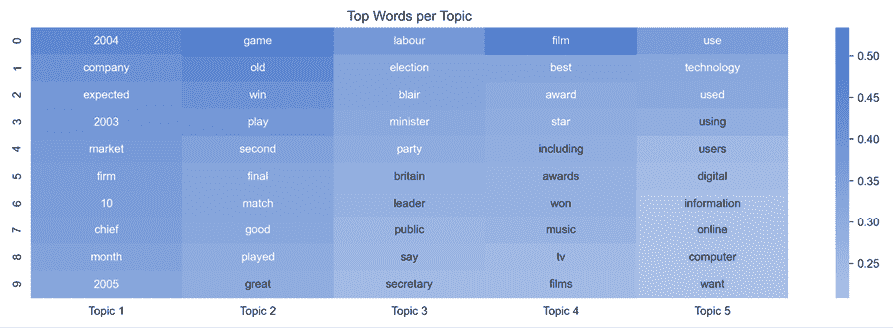 Top Words per Topic
0 2004 game labour film use
1 company old election best technology
2 expected win blair award used
3 2003 play minister star using
4 market second party including users
5 firm final britain awards digital
6 10 match leader won information
7 chief good public music online
8 month played say tv computer
9 2005 great secretary films want
Topic 1 Topic 2 Topic 3 Topic 4 Topic 5
0.50
0.45
0.40
0.35
0.30
0.25